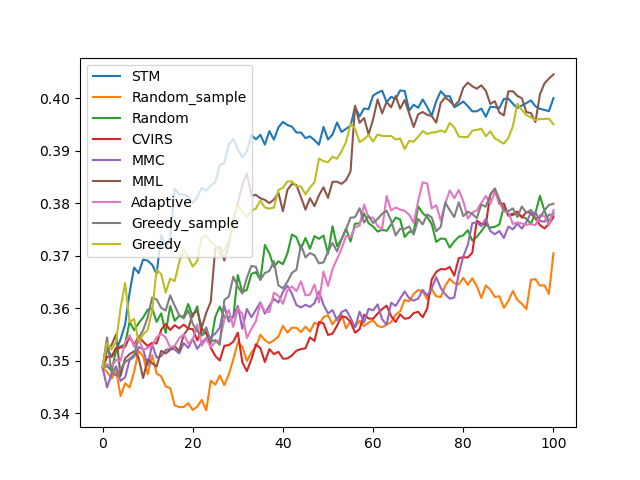 STM
Random_sample
Random
CVIRS
MMC
MML
Adaptive
Greedy_sample
Greedy
0.40
0.39
0.38
0.37
0.36
0.35
0.34
0 20 40 60 80 100